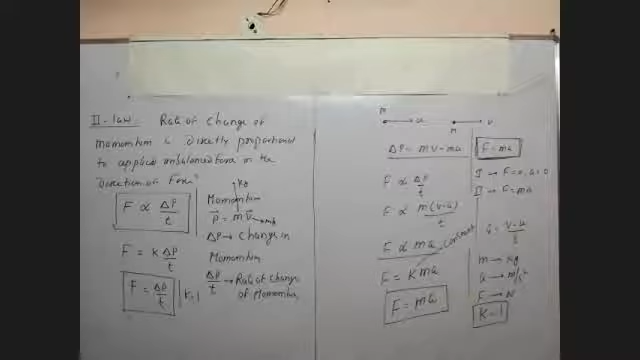 II - law. Rate of Change of
Momentum is directly proportional
to applied unbalanced force in the
Direction of Force
F ∝ ΔP/t
F = K ΔP/t
F = ΔP/t
K=1
Momentum
P = mv
ΔP → Change in
Momentum
ΔP/t → Rate of Change
of Momentum
m → u m → v
ΔP = mv - mu
F ∝ ΔP/t
F ∝ m(v-u)/t
F ∝ ma
constant
F = K ma
F = ma
F = ma
I → F=0, a=0
II → F=ma
a = v-u/t
m → kg
a → m/s²
F → N
K=1